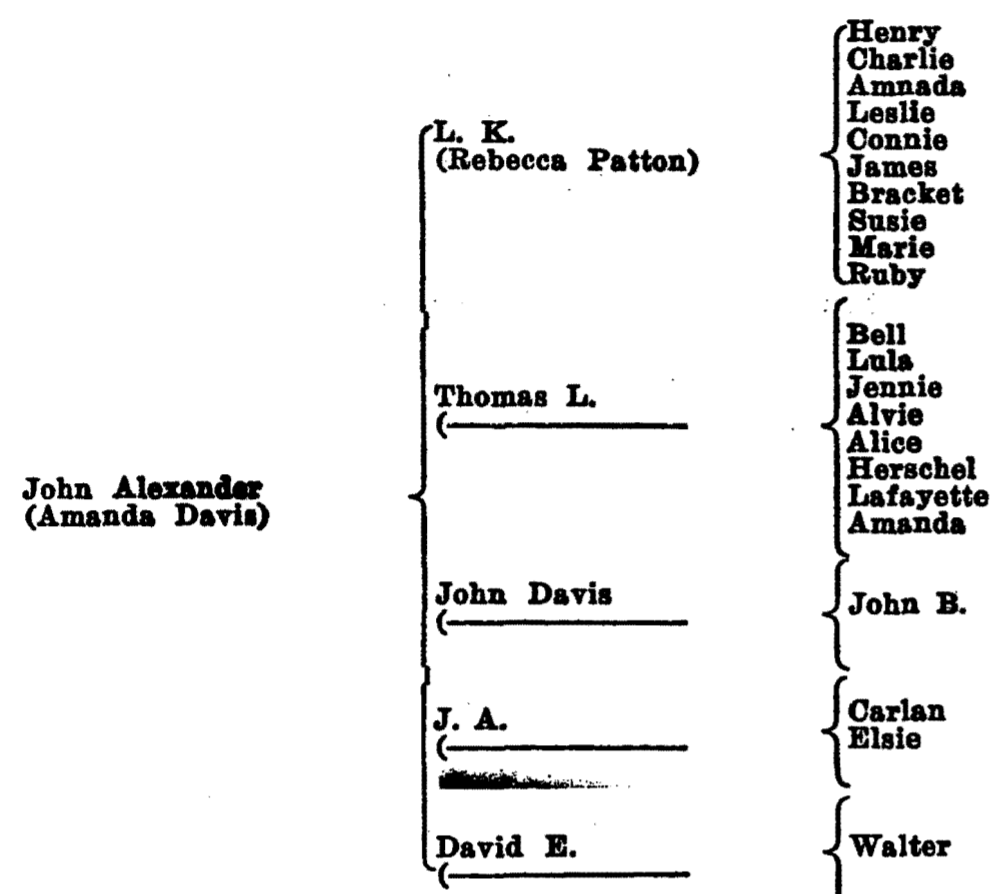 John Alexander
(Amanda Davis)
L. K.
(Rebecca Patton)
Henry
Charlie
Amnada
Leslie
Connie
James
Bracket
Susie
Marie
Ruby
Thomas L.
(
Bell
Lula
Jennie
Alvie
Alice
Herschel
Lafayette
Amanda
John Davis
(
John B.
J. A.
(
Carlan
Elsie
David E.
(
Walter